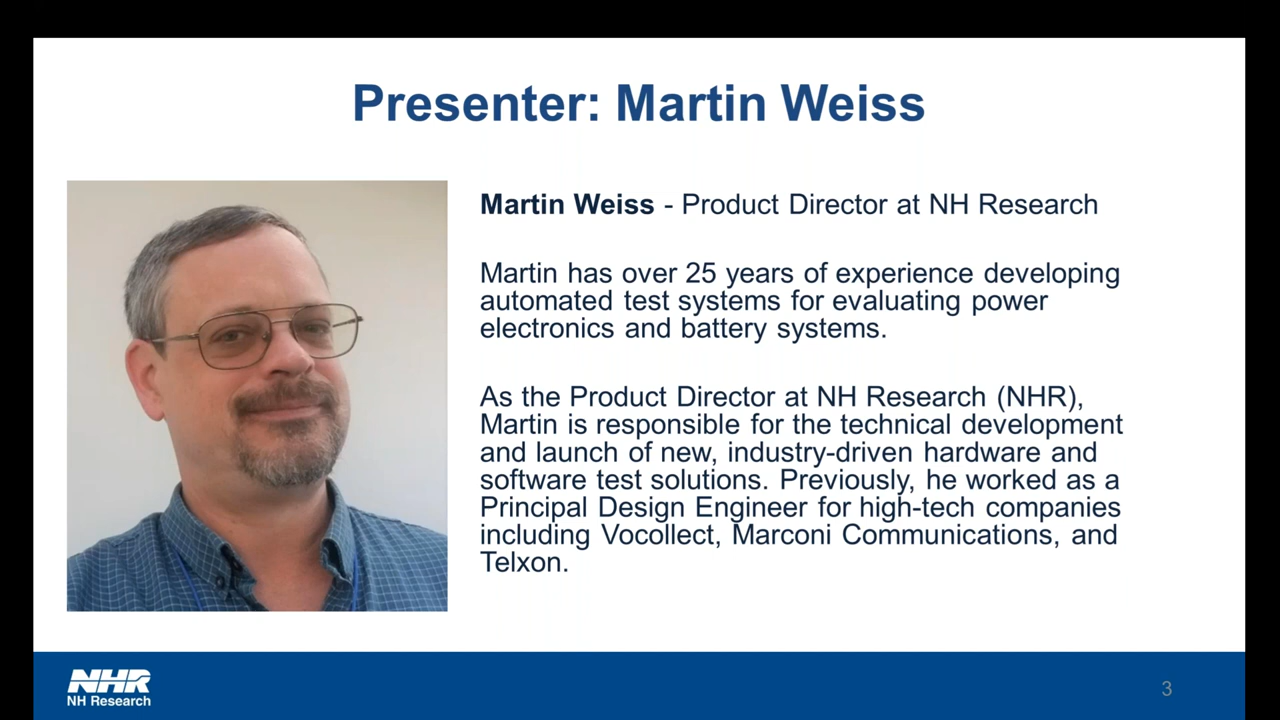 Presenter: Martin Weiss
Martin Weiss - Product Director at NH Research
Martin has over 25 years of experience developing
automated test systems for evaluating power
electronics and battery systems.
As the Product Director at NH Research (NHR),
Martin is responsible for the technical development
and launch of new, industry-driven hardware and
software test solutions. Previously, he worked as a
Principal Design Engineer for high-tech companies
including Vocollect, Marconi Communications, and
Telxon.
NHR
NH Research
3